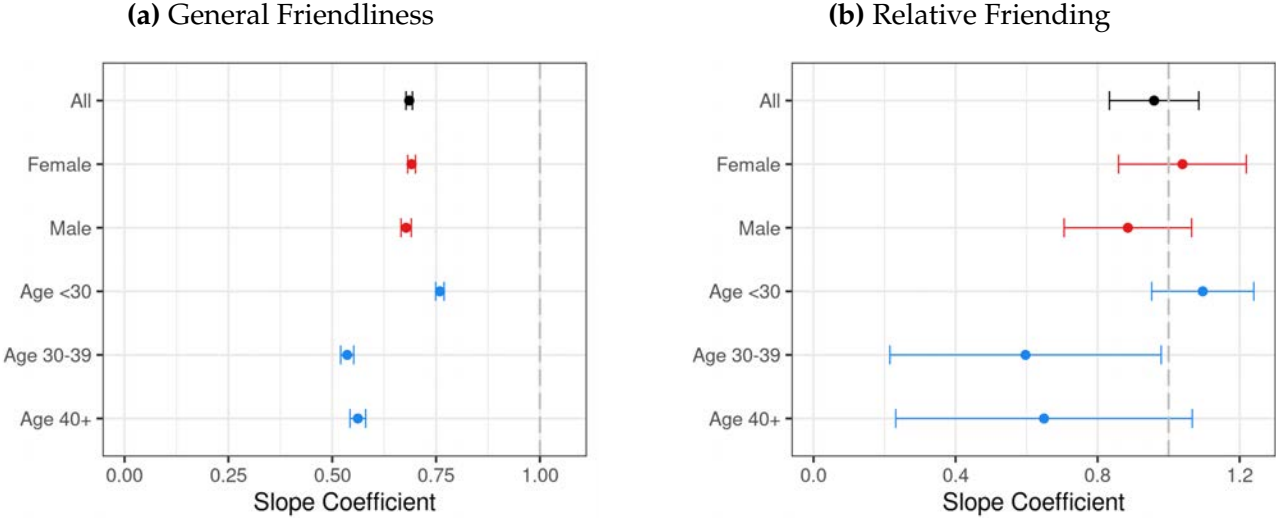 (a) General Friendliness
All
Female
Male
Age <30
Age 30-39
Age 40+
0.00 0.25 0.50 0.75 1.00
Slope Coefficient
(b) Relative Friending
All
Female
Male
Age <30
Age 30-39
Age 40+
0.0 0.4 0.8 1.2
Slope Coefficient